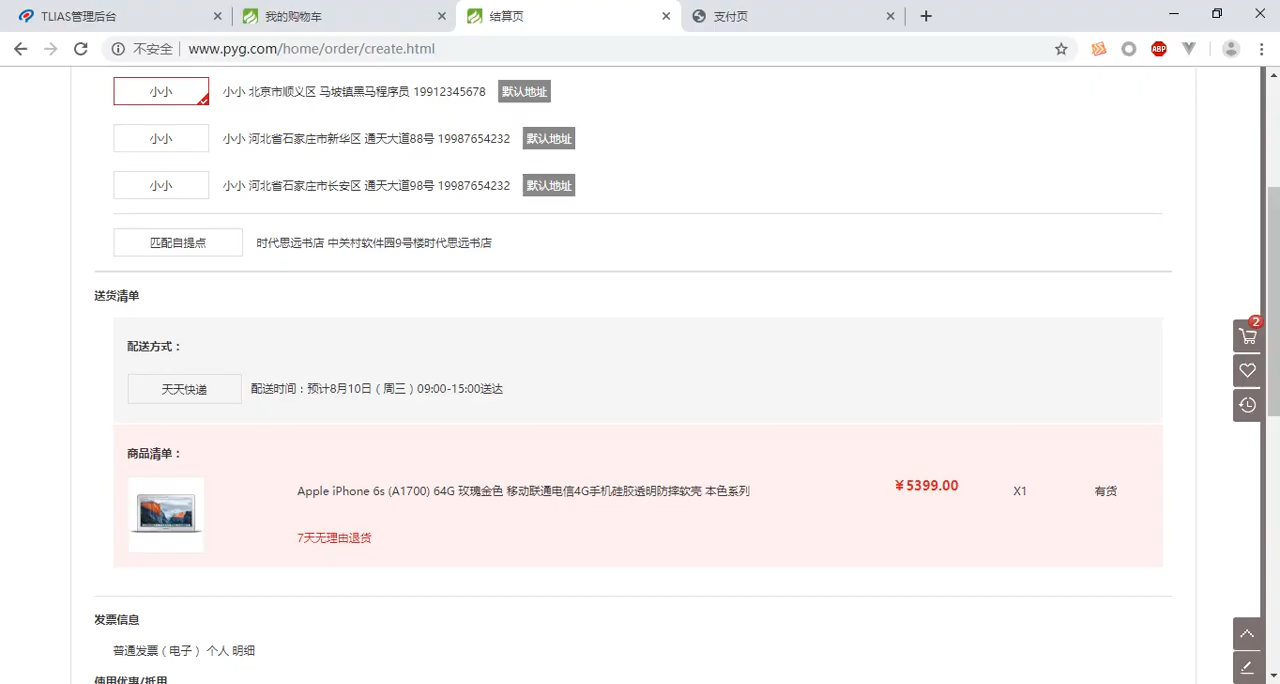 TLIAS管理后台
我的购物车
结算页
支付页
不安全 www.pyg.com/home/order/create.html
ABP
小小 小小 北京市顺义区 马坡镇黑马程序员 19912345678 默认地址
小小 小小 河北省石家庄市新华区 通天大道88号 19987654232 默认地址
小小 小小 河北省石家庄市长安区 通天大道98号 19987654232 默认地址
匹配自提点 时代思远书店 中关村软件园9号楼时代思远书店
送货清单
2
配送方式：
天天快递 配送时间：预计8月10日（周三）09:00-15:00送达
商品清单：
Apple iPhone 6s (A1700) 64G 玫瑰金色 移动联通电信4G手机硅胶透明防摔软壳 本色系列 ￥5399.00 X1 有货
7天无理由退货
发票信息
普通发票（电子） 个人 明细
使用优惠/抵用